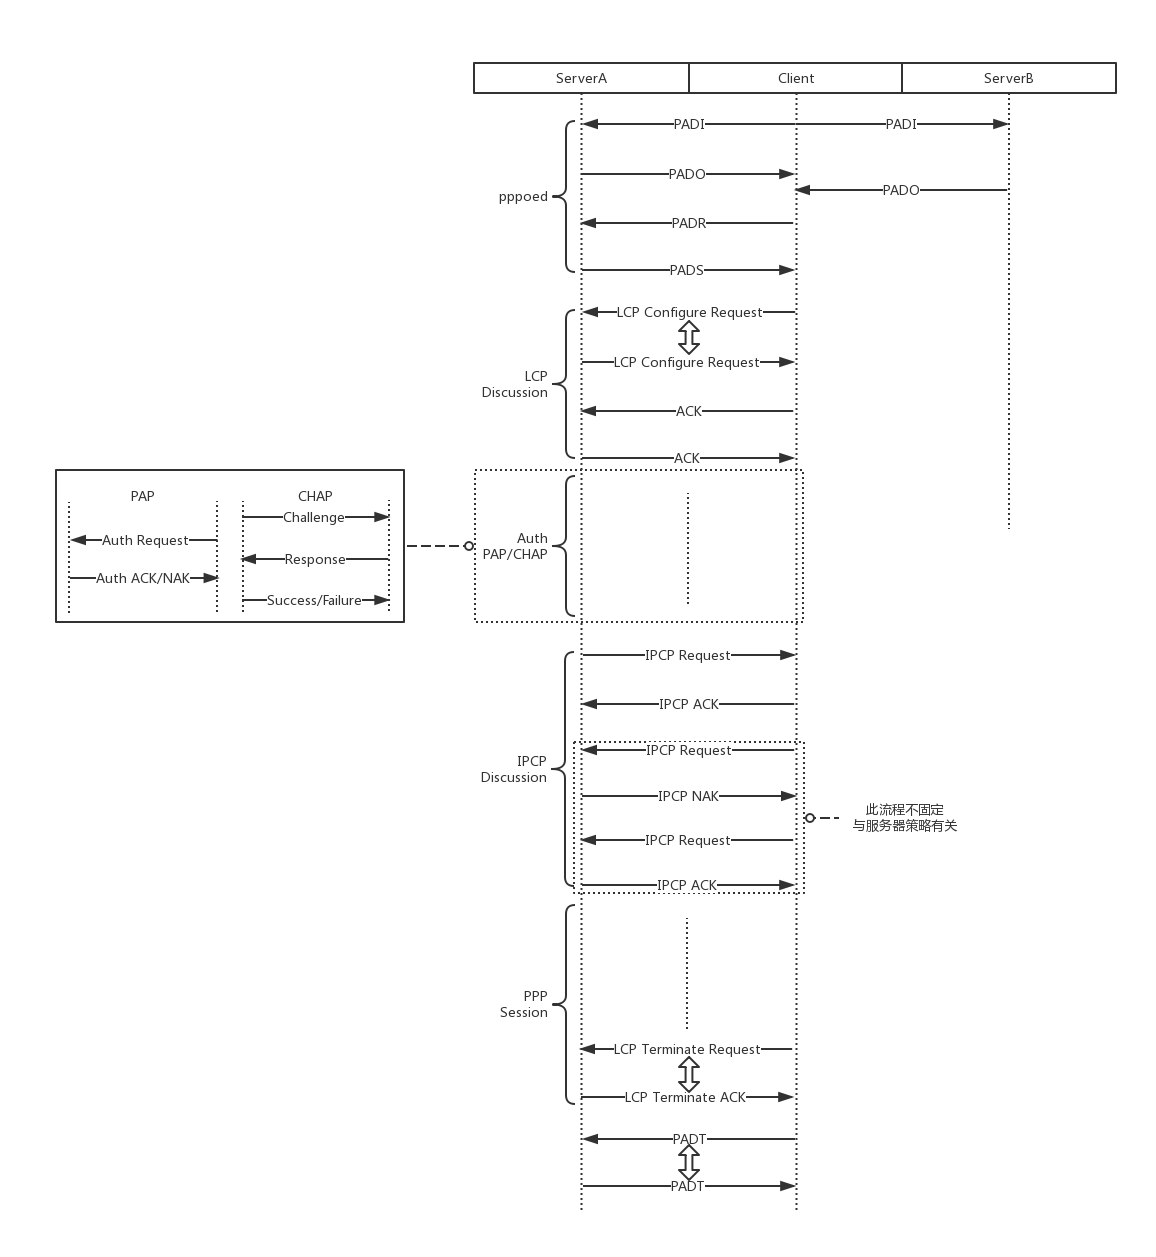 ServerA
Client
ServerB
PADI
PADI
PADO
PADO
pppoed
PADR
PADS
LCP Configure Request
LCP Configure Request
LCP
Discussion
ACK
ACK
PAP
CHAP
Challenge
Auth Request
Response
Auth ACK/NAK
Success/Failure
Auth
PAP/CHAP
IPCP Request
IPCP ACK
IPCP Request
IPCP
Discussion
IPCP NAK
此流程不固定
与服务器策略有关
IPCP Request
IPCP ACK
PPP
Session
LCP Terminate Request
LCP Terminate ACK
PADT
PADT